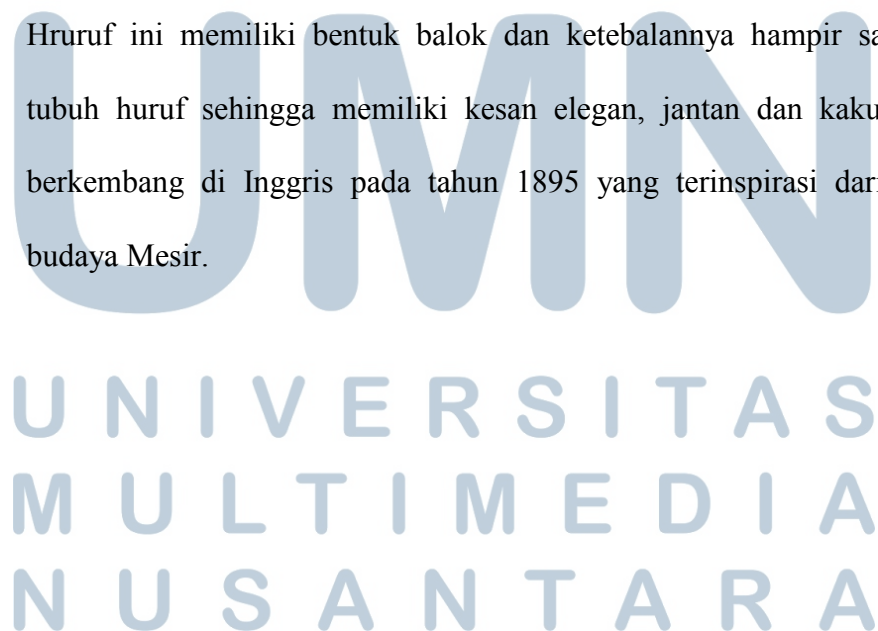 Hruruf ini memiliki bentuk balok dan ketebalannya hampir sa
tubuh huruf sehingga memiliki kesan elegan, jantan dan kaku
berkembang di Inggris pada tahun 1895 yang terinspirasi dar
budaya Mesir.
UMN
UNIVERSITAS
MULTIMEDIA
NUSANTARA